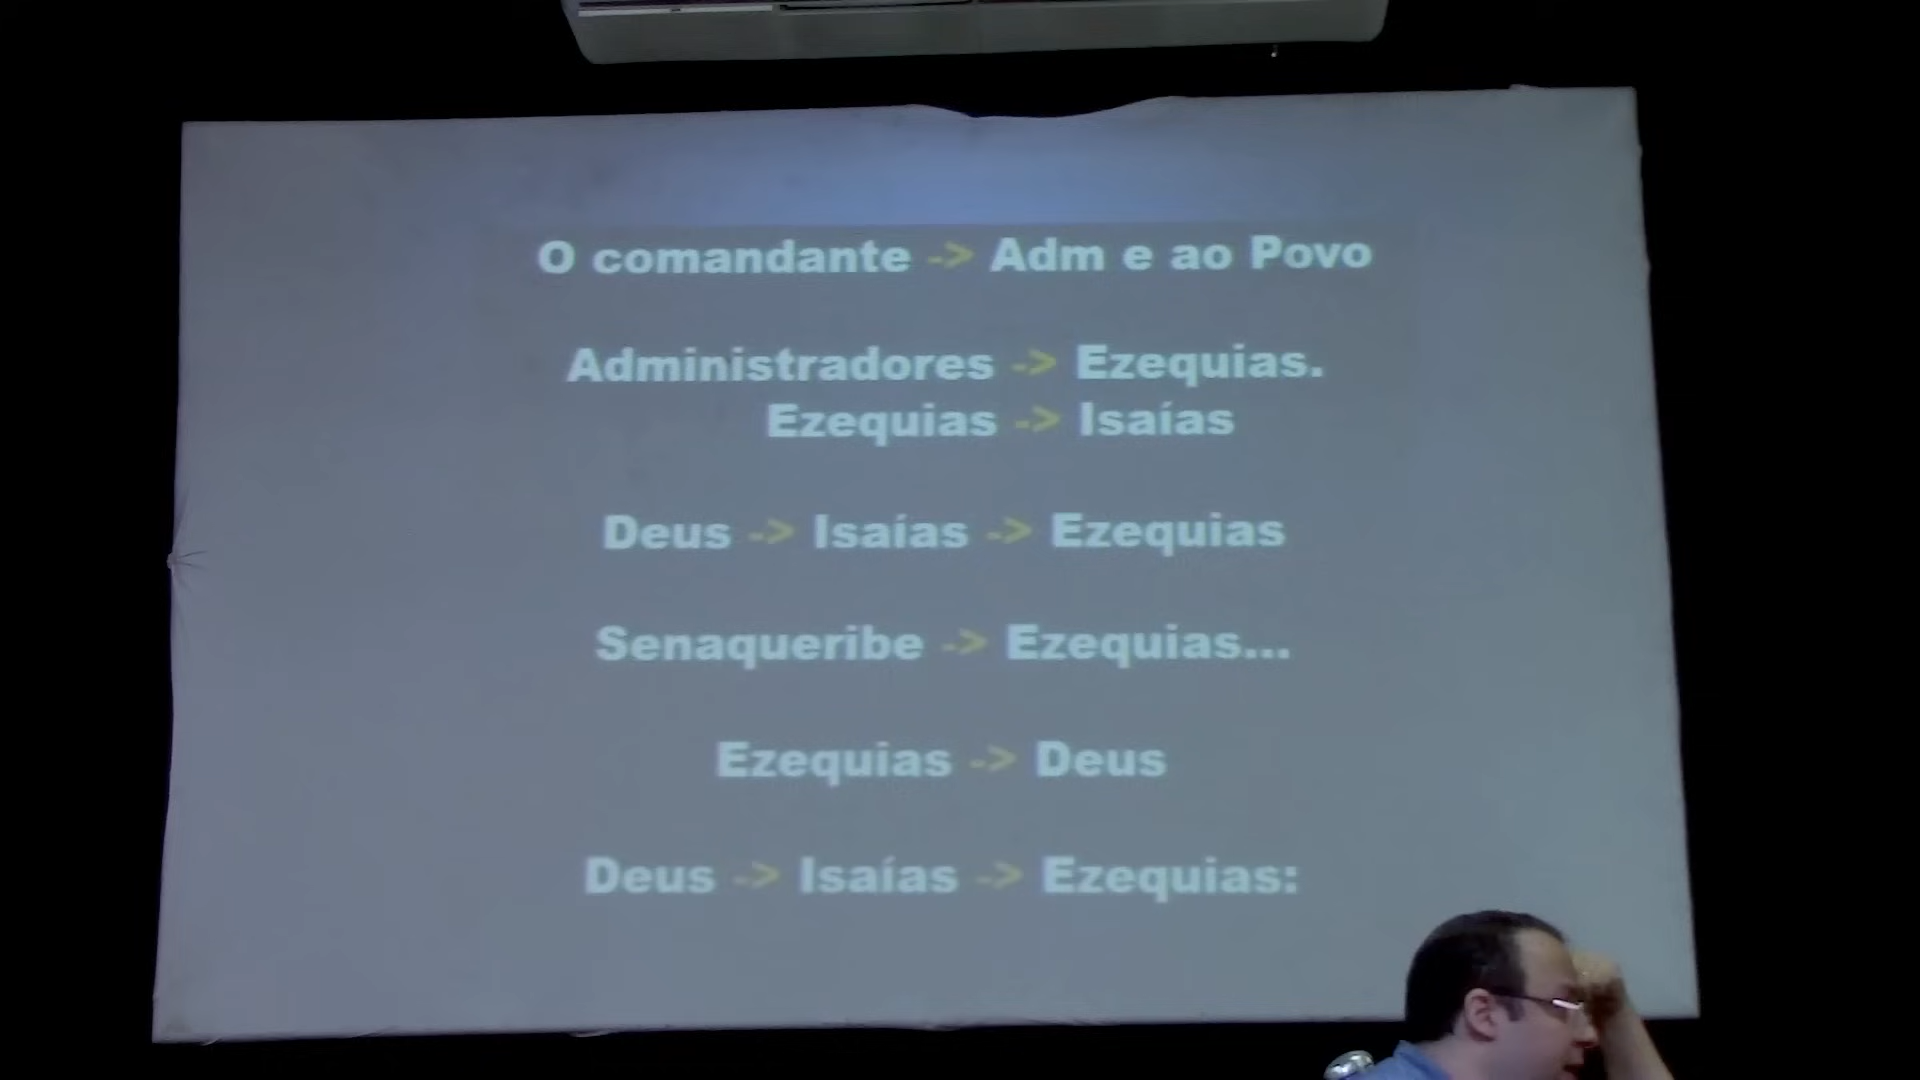 O comandante -> Adm e ao Povo
Administradores -> Ezequias.
Ezequias -> Isaías
Deus -> Isaías -> Ezequias
Senaqueribe -> Ezequias...
Ezequias -> Deus
Deus -> Isaías -> Ezequias: